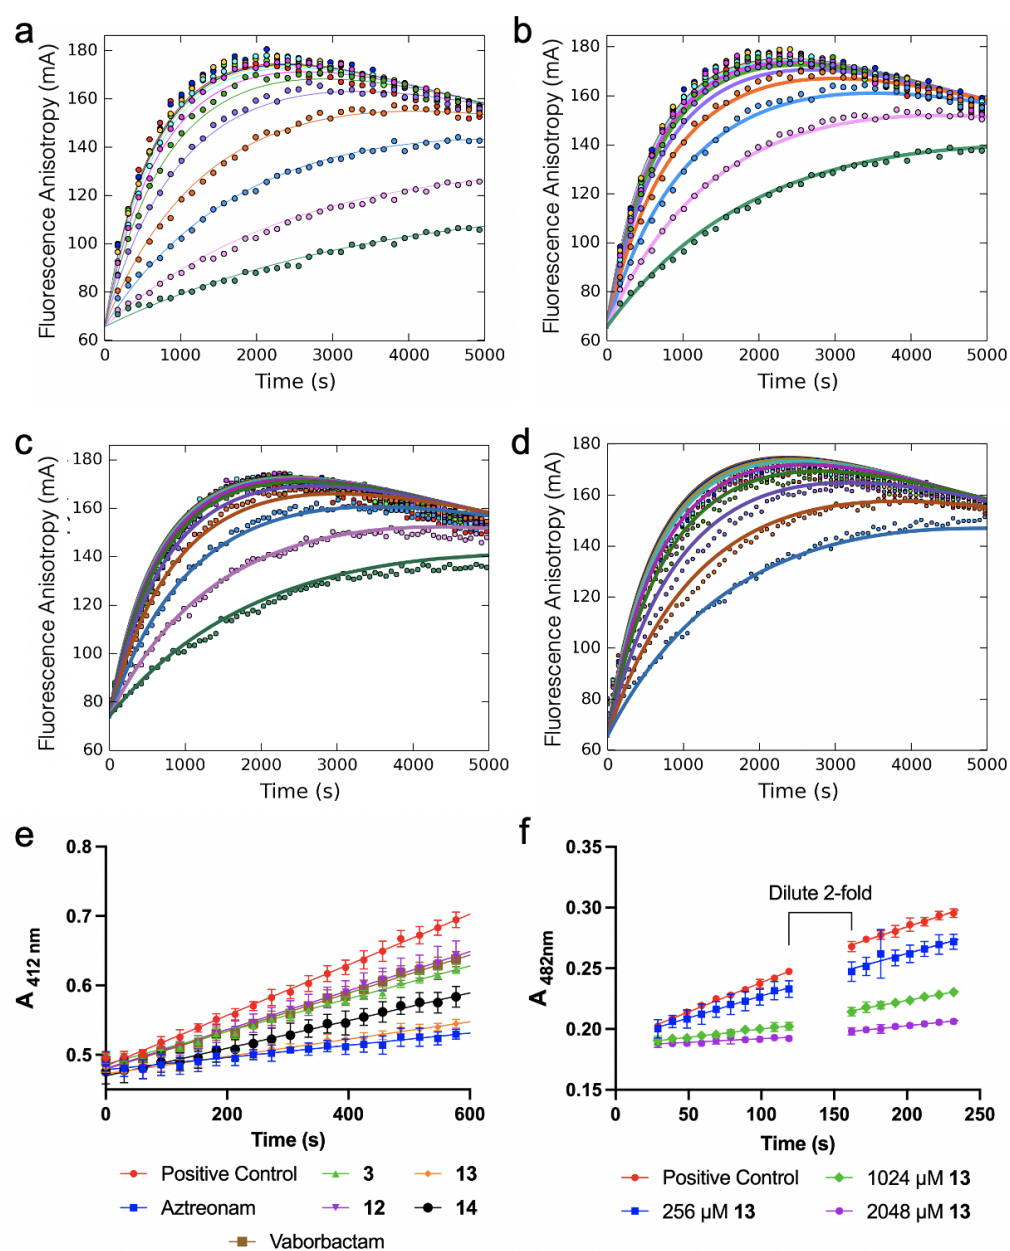 a
180
160
140
120
100
80
60
0
1000
2000
3000
4000
5000
Fluorescence Anisotropy (mA)
Time (s)
b
180
160
140
120
100
80
60
0
1000
2000
3000
4000
5000
Fluorescence Anisotropy (mA)
Time (s)
c
180
160
140
120
100
80
60
0
1000
2000
3000
4000
5000
Fluorescence Anisotropy (mA)
Time (s)
d
180
160
140
120
100
80
60
0
1000
2000
3000
4000
5000
Fluorescence Anisotropy (mA)
Time (s)
e
0.8
0.7
0.6
0.5
0
200
400
600
A 412 nm
Time (s)
Positive Control
3
13
Aztreonam
12
14
Vaborbactam
f
0.35
0.30
0.25
0.20
0.15
0
50
100
150
200
250
A 482nm
Dilute 2-fold
Time (s)
Positive Control
1024 µM 13
256 µM 13
2048 µM 13